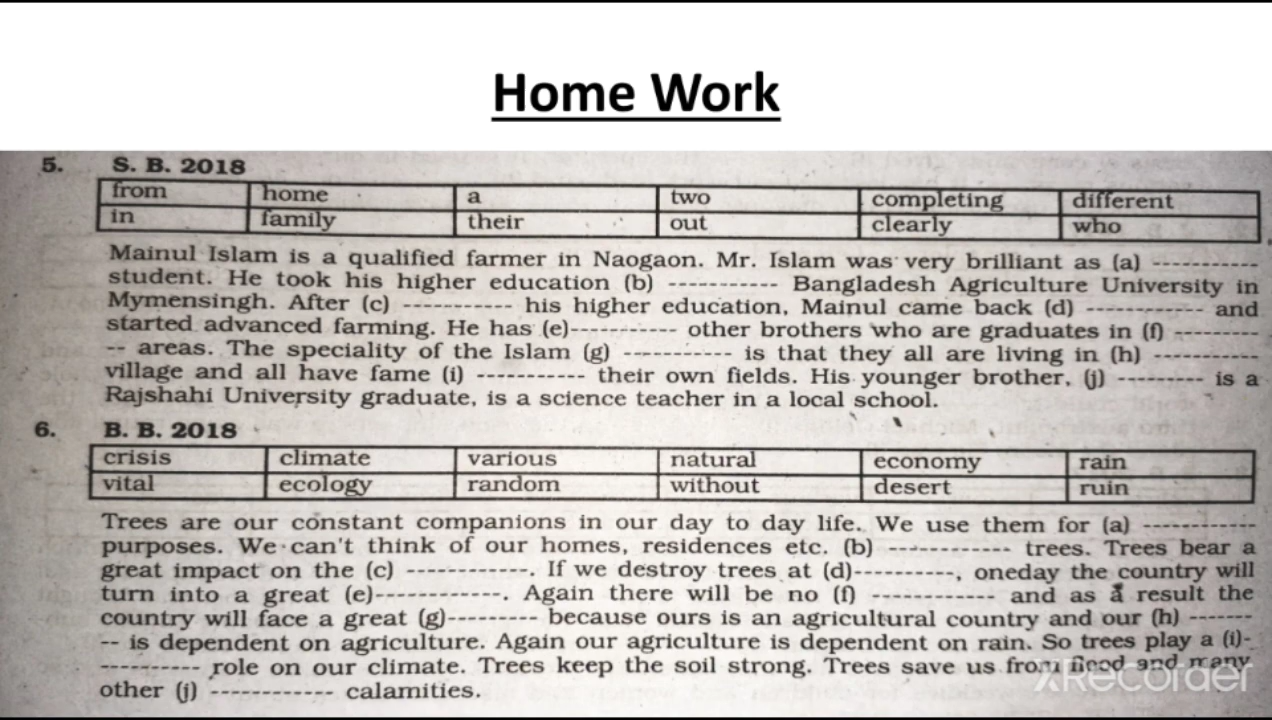 Home Work
5. S. B. 2018
from home a two completing different
in family their out clearly who
Mainul Islam is a qualified farmer in Naogaon. Mr. Islam was very brilliant as (a) -----------
student. He took his higher education (b) ----------- Bangladesh Agriculture University in
Mymensingh. After (c) ----------- his higher education, Mainul came back (d) ------------ and
started advanced farming. He has (e)----------- other brothers who are graduates in (f) ---------
-- areas. The speciality of the Islam (g) ----------- is that they all are living in (h) -----------
village and all have fame (i) ----------- their own fields. His younger brother, (j) --------- is a
Rajshahi University graduate, is a science teacher in a local school.
6. B. B. 2018
crisis climate various natural economy rain
vital ecology random without desert ruin
Trees are our constant companions in our day to day life. We use them for (a) -----------
purposes. We can't think of our homes, residences etc. (b) ------------ trees. Trees bear a
great impact on the (c) ------------. If we destroy trees at (d)----------, oneday the country will
turn into a great (e)------------. Again there will be no (f) ------------ and as a result the
country will face a great (g)--------- because ours is an agricultural country and our (h) -------
-- is dependent on agriculture. Again our agriculture is dependent on rain. So trees play a (i)-
---------- role on our climate. Trees keep the soil strong. Trees save us from flood and many
other (j) ------------ calamities.
XRecorder